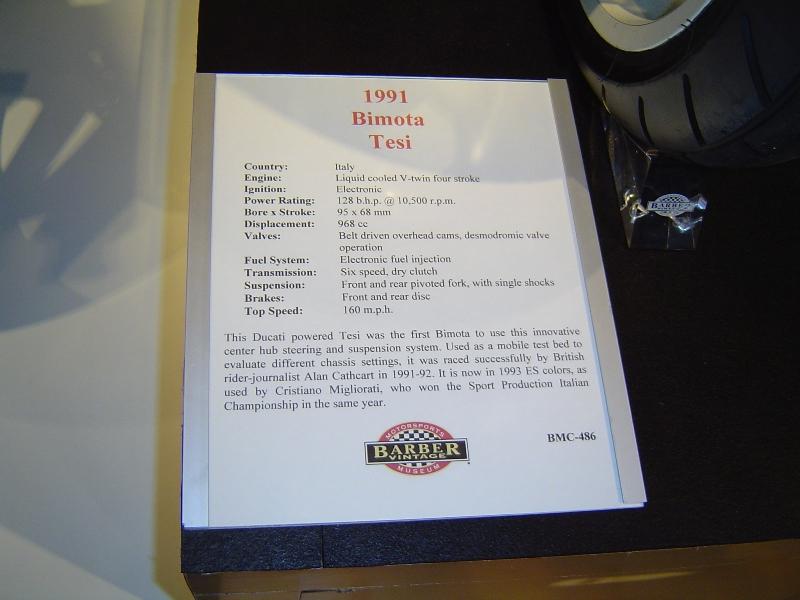 1991
Bimota
Tesi
Country: Italy
Engine: Liquid cooled V-twin four stroke
Ignition: Electronic
Power Rating: 128 b.h.p. @ 10,500 r.p.m.
Bore x Stroke: 95 x 68 mm
Displacement: 968 cc
Valves: Belt driven overhead cams, desmodromic valve
operation
Fuel System: Electronic fuel injection
Transmission: Six speed, dry clutch
Suspension: Front and rear pivoted fork, with single shocks
Brakes: Front and rear disc
Top Speed: 160 m.p.h.
This Ducati powered Tesi was the first Bimota to use this innovative
center hub steering and suspension system. Used as a mobile test bed to
evaluate different chassis settings, it was raced successfully by British
rider-journalist Alan Cathcart in 1991-92. It is now in 1993 ES colors, as
used by Cristiano Migliorati, who won the Sport Production Italian
Championship in the same year.
MOTORSPORTS
BARBER
VINTAGE
MUSEUM
BMC-486
BARBER